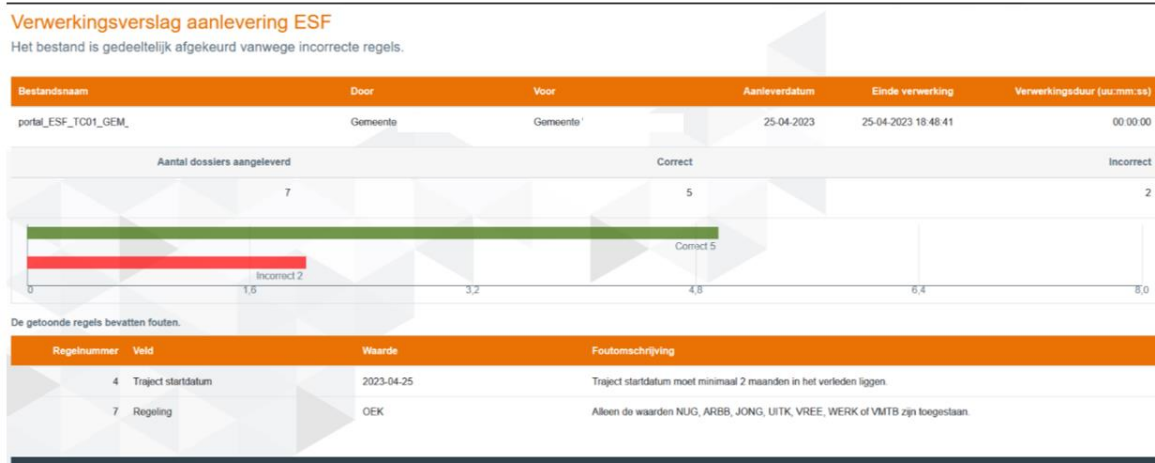 Verwerkingsverslag aanlevering ESF
Het bestand is gedeeltelijk afgekeurd vanwege incorrecte regels.
Bestandsnaam Door Voor Aanleverdatum Einde verwerking Verwerkingsduur (uu:mm:ss)
portal_ESF_TC01_GEM_ Gemeente Gemeente ' 25-04-2023 25-04-2023 18:48:41 00:00:00
Aantal dossiers aangeleverd Correct Incorrect
7 5 2
Correct 5
Incorrect 2
0 1,6 3,2 4,8 6,4 8,0
De getoonde regels bevatten fouten.
Regelnummer Veld Waarde Foutomschrijving
4 Traject startdatum 2023-04-25 Traject startdatum moet minimaal 2 maanden in het verleden liggen.
7 Regeling OEK Alleen de waarden NUG, ARBB, JONG, UITK, VREE, WERK of VMTB zijn toegestaan.